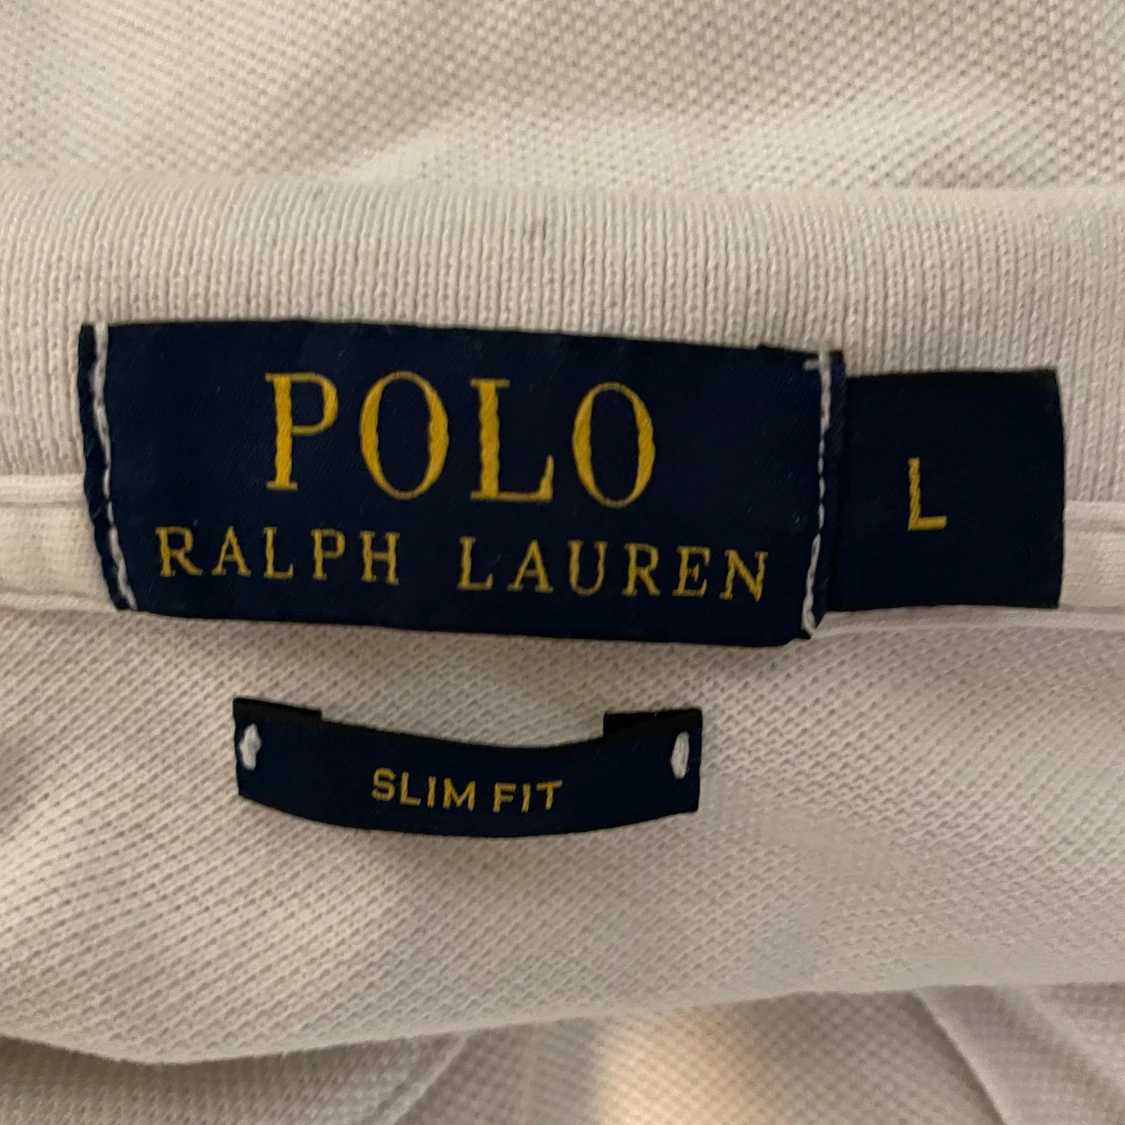 POLO
RALPH LAUREN
L
SLIM FIT